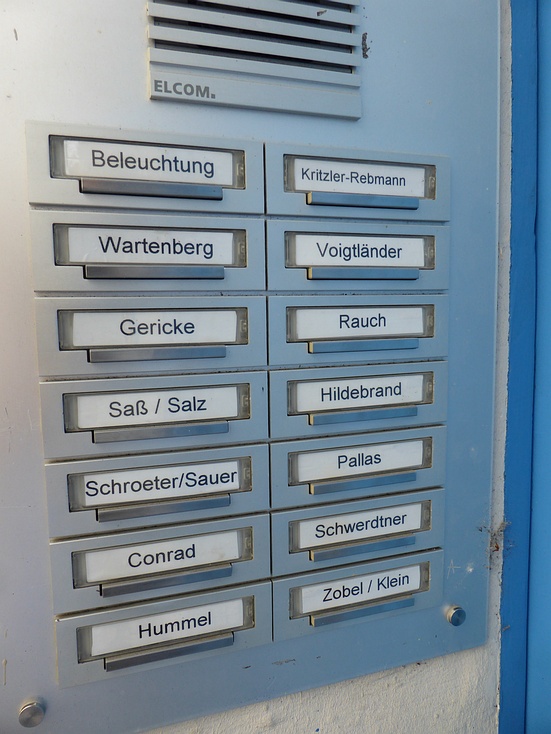 ELCOM.
Beleuchtung
Kritzler-Rebmann
Wartenberg
Voigtländer
Gericke
Rauch
Saß / Salz
Hildebrand
Schroeter/Sauer
Pallas
Conrad
Schwerdtner
Hummel
Zobel / Klein